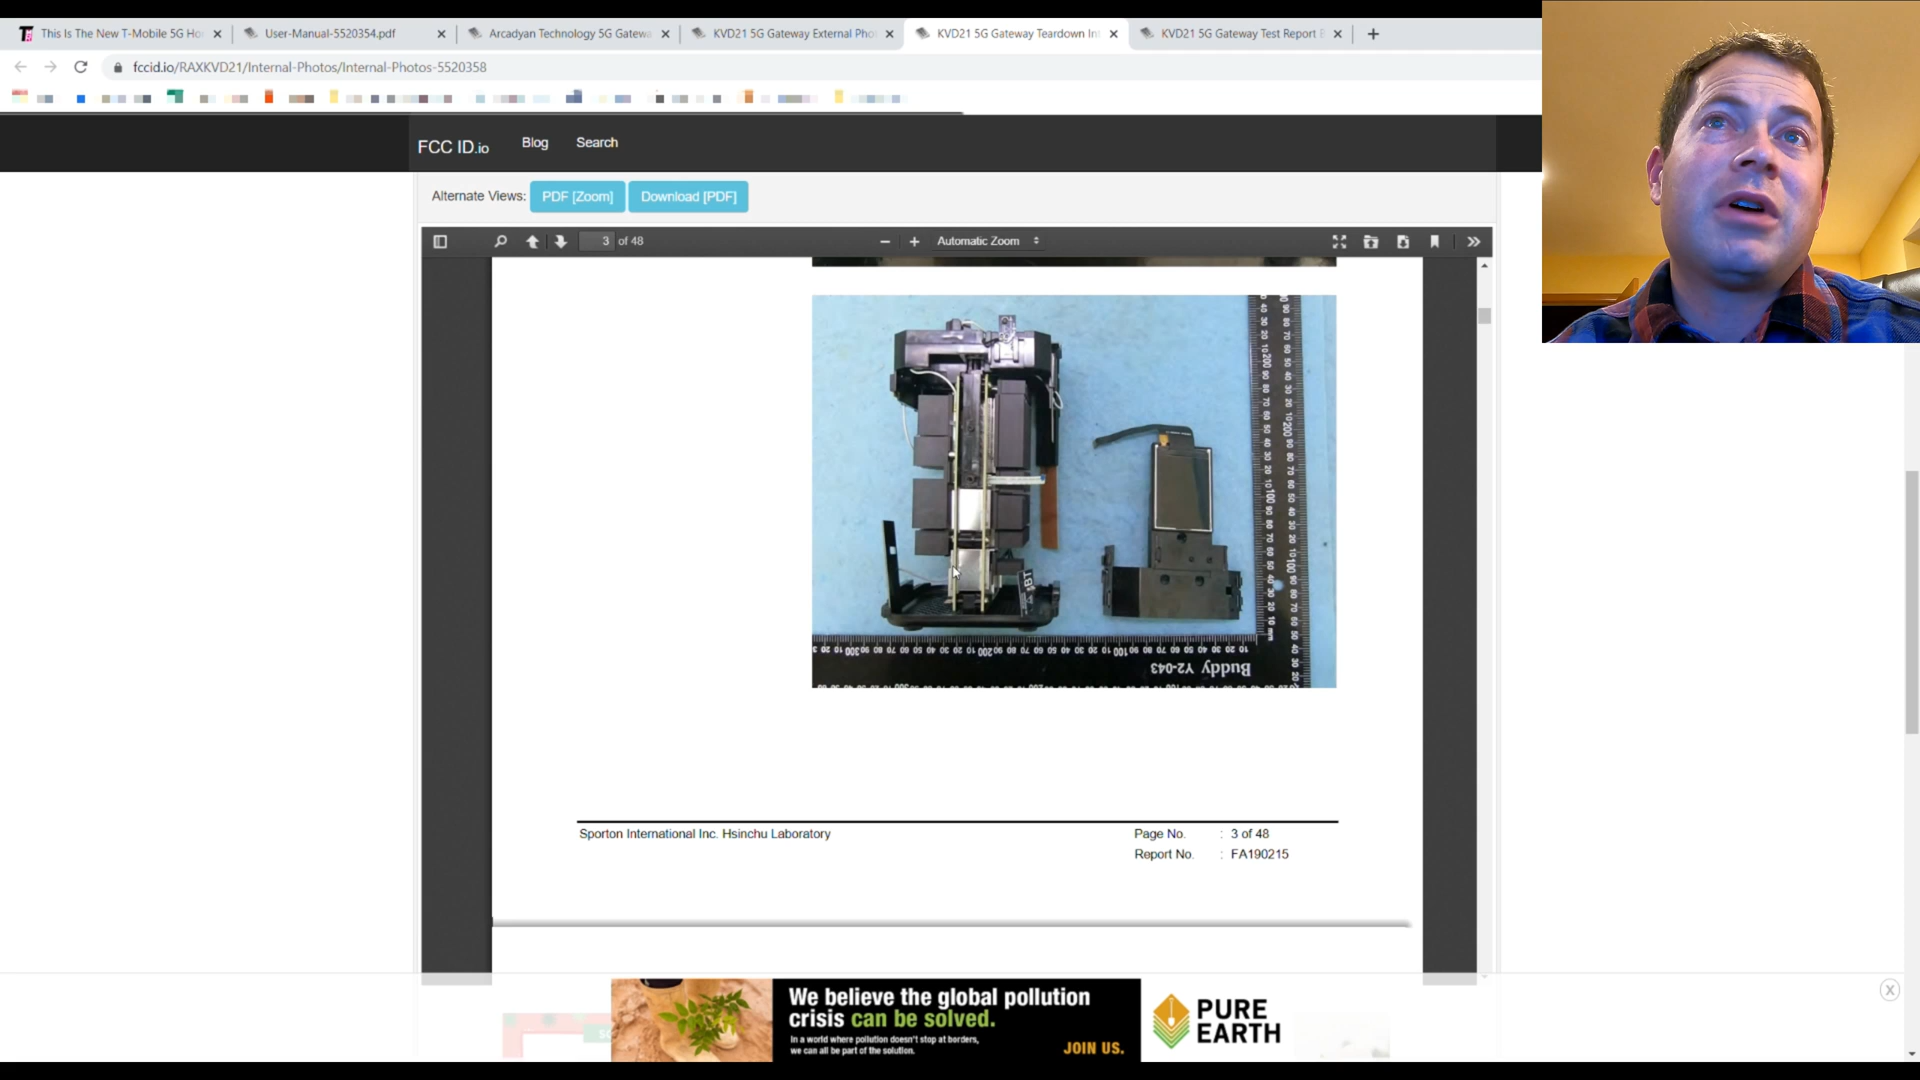 This Is The New T-Mobile 5G Ho
User-Manual-5520354.pdf
Arcadyan Technology 5G Gatew
KVD21 5G Gateway External Pho
KVD21 5G Gateway Teardown In
KVD21 5G Gateway Test Report
fccid.io/RAXKVD21/Internal-Photos/Internal-Photos-5520358
FCC ID.io
Blog
Search
Alternate Views:
PDF [Zoom]
Download [PDF]
3 of 48
Automatic Zoom
BT
Buddy Y2-043
Sporton International Inc. Hsinchu Laboratory
Page No. : 3 of 48
Report No. : FA190215
We believe the global pollution
crisis can be solved.
In a world where pollution doesn't stop at borders,
we can all be part of the solution.
JOIN US.
PURE
EARTH